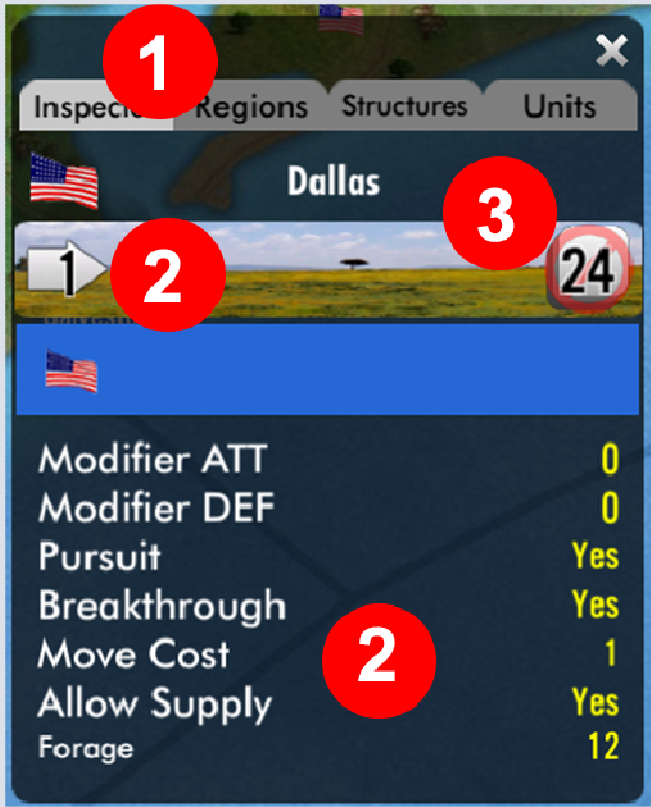 1
Regions Structures Units
Dallas
3
1
2
24
Modifier ATT 0
Modifier DEF 0
Pursuit Yes
Breakthrough Yes
Move Cost 1
2
Allow Supply Yes
Forage 12